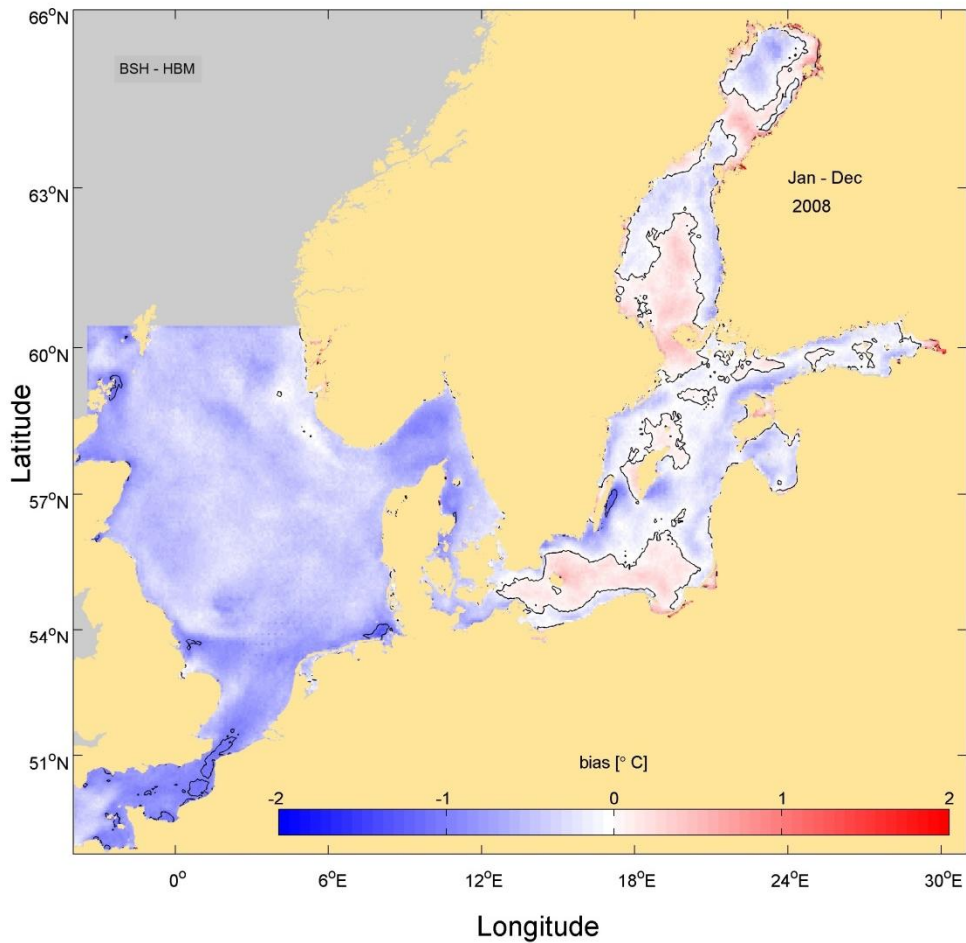 66°N
BSH - HBM
63°N
Jan - Dec
2008
60°N
Latitude
57°N
54°N
51°N
bias [° C]
-2 -1 0 1 2
0° 6°E 12°E 18°E 24°E 30°E
Longitude